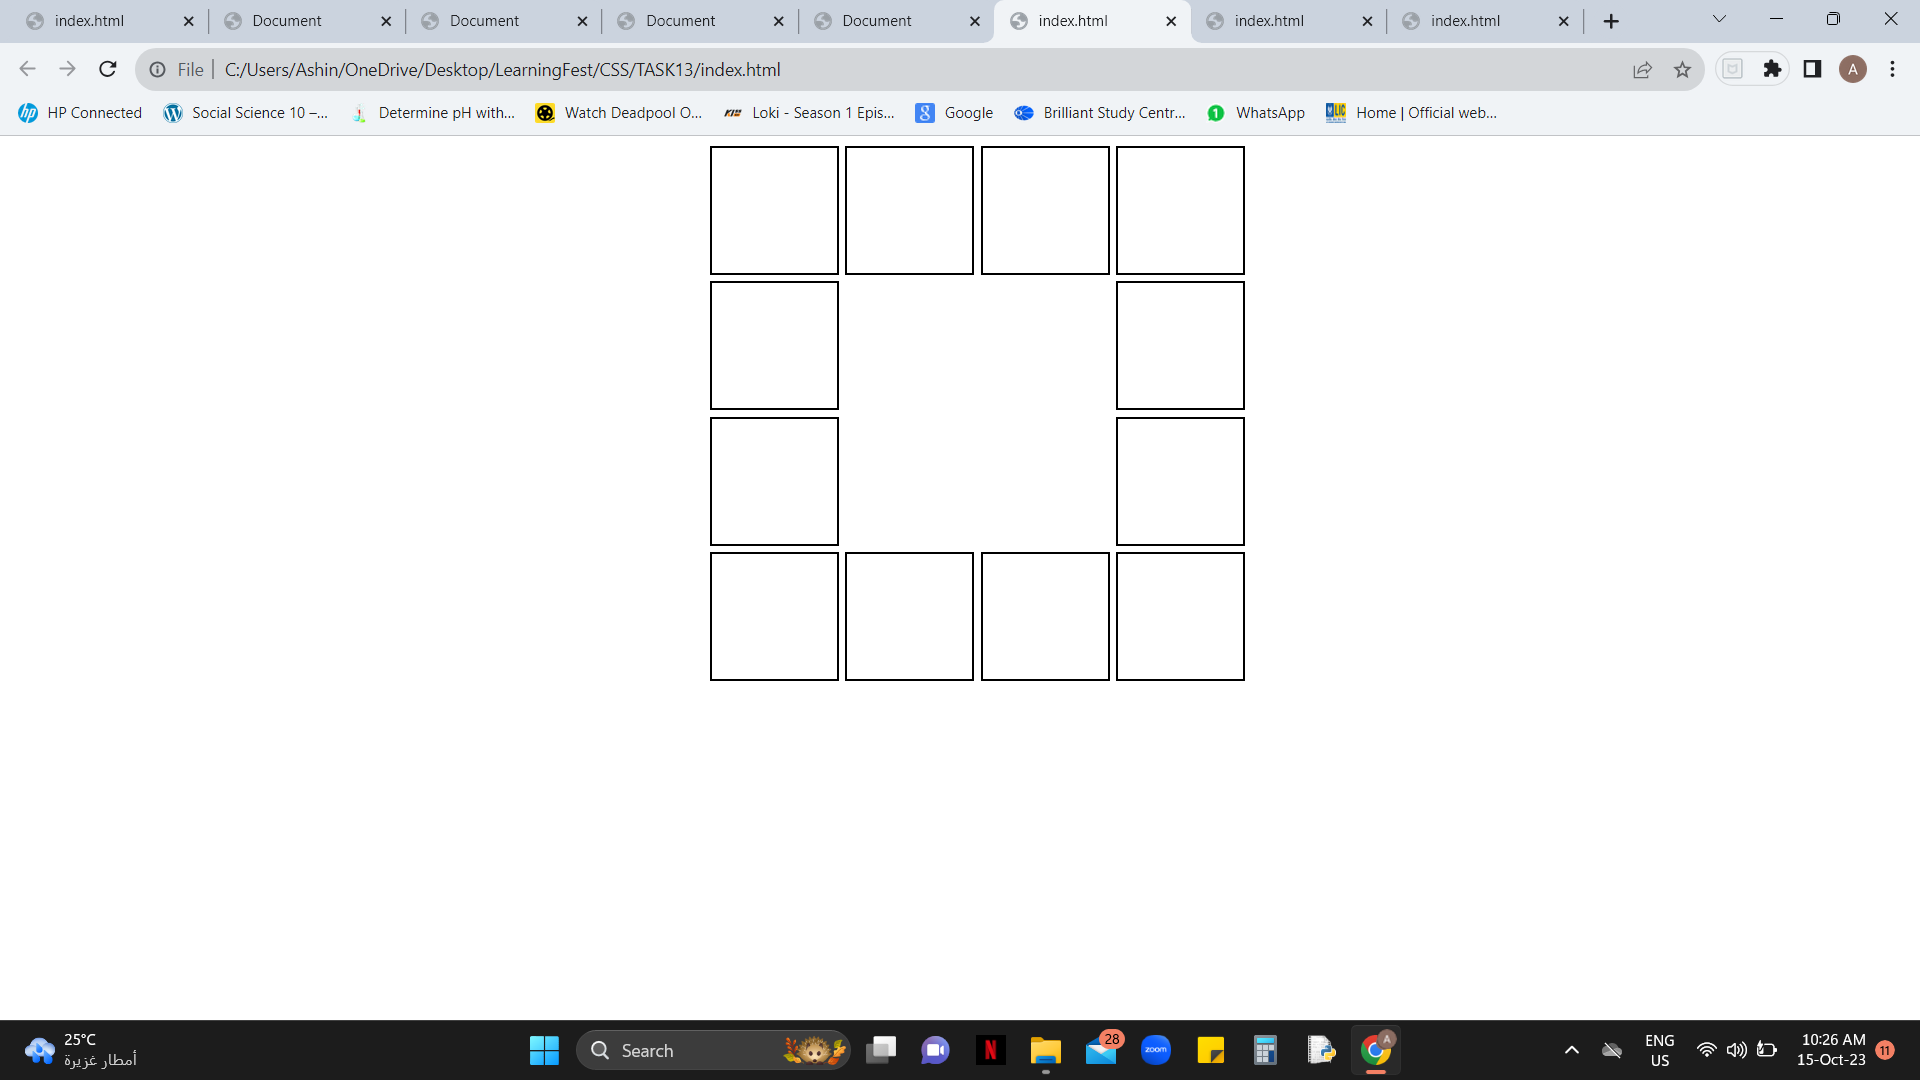 index.html
Document
Document
Document
Document
index.html
index.html
index.html
File
C:/Users/Ashin/OneDrive/Desktop/LearningFest/CSS/TASK13/index.html
A
HP Connected
Social Science 10 –...
Determine pH with...
Watch Deadpool O...
Loki - Season 1 Epis...
Google
Brilliant Study Centr...
1
WhatsApp
Home | Official web...
25°C
أمطار غزيرة
Search
28
zoom
A
ENG
US
10:26 AM
15-Oct-23
11